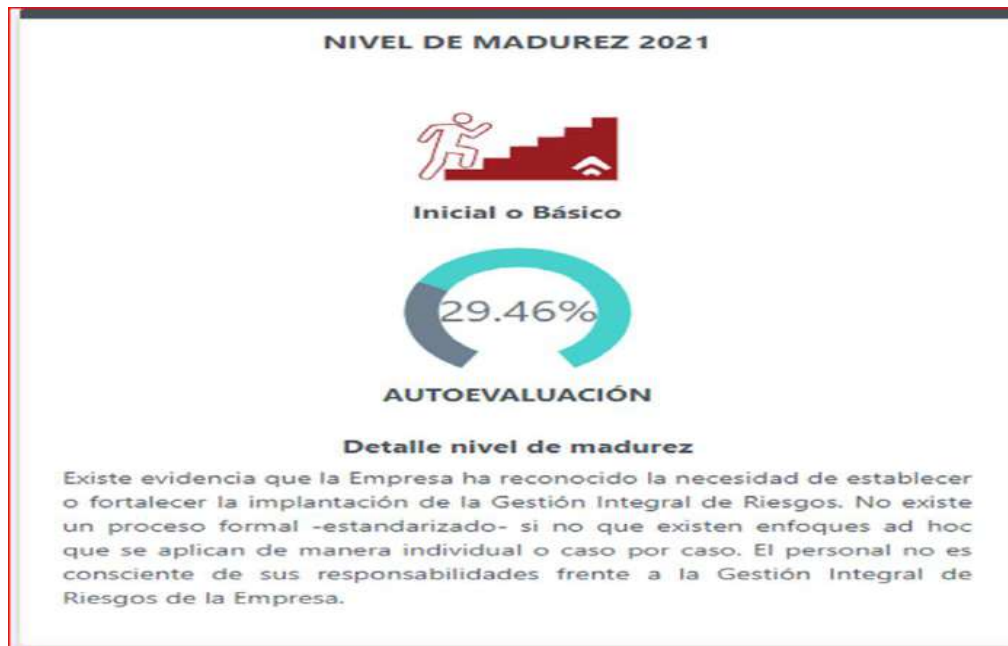 NIVEL DE MADUREZ 2021
Inicial o Básico
29.46%
AUTOEVALUACIÓN
Detalle nivel de madurez
Existe evidencia que la Empresa ha reconocido la necesidad de establecer
o fortalecer la implantación de la Gestión Integral de Riesgos. No existe
un proceso formal -estandarizado- si no que existen enfoques ad hoc
que se aplican de manera individual o caso por caso. El personal no es
consciente de sus responsabilidades frente a la Gestión Integral de
Riesgos de la Empresa.